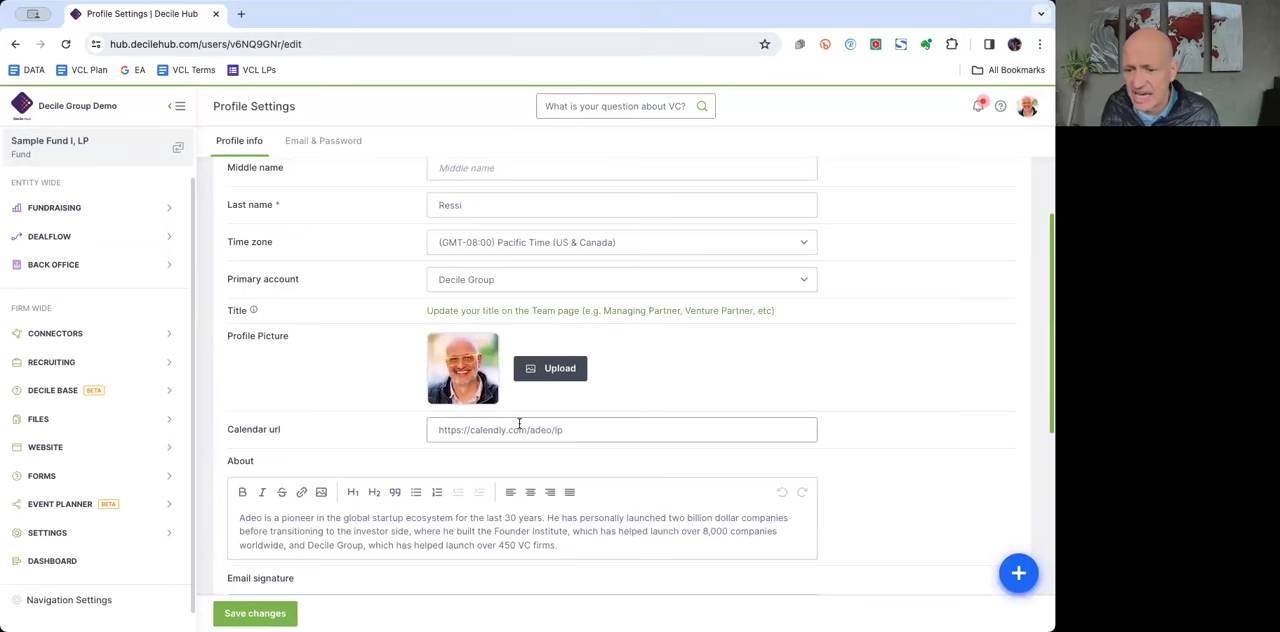 Profile Settings | Decile Hub
hub.decilehub.com/users/v6NQ9GNr/edit
DATA
VCL Plan
EA
VCL Terms
VCL LPs
All Bookmarks
Decile Group Demo
Profile Settings
What is your question about VC?
Sample Fund I, LP
Fund
Profile info
Email & Password
ENTITY WIDE
FUNDRAISING
DEALFLOW
BACK OFFICE
FIRM WIDE
CONNECTORS
RECRUITING
DECILE BASE BETA
FILES
WEBSITE
FORMS
EVENT PLANNER BETA
SETTINGS
DASHBOARD
Navigation Settings
Middle name
Middle name
Last name *
Ressi
Time zone
(GMT-08:00) Pacific Time (US & Canada)
Primary account
Decile Group
Title
Update your title on the Team page (e.g. Managing Partner, Venture Partner, etc)
Profile Picture
Upload
Calendar url
https://calendly.com/adeo/lp
About
H1 H2
Adeo is a pioneer in the global startup ecosystem for the last 30 years. He has personally launched two billion dollar companies
before transitioning to the investor side, where he built the Founder Institute, which has helped launch over 8,000 companies
worldwide, and Decile Group, which has helped launch over 450 VC firms.
Email signature
Save changes